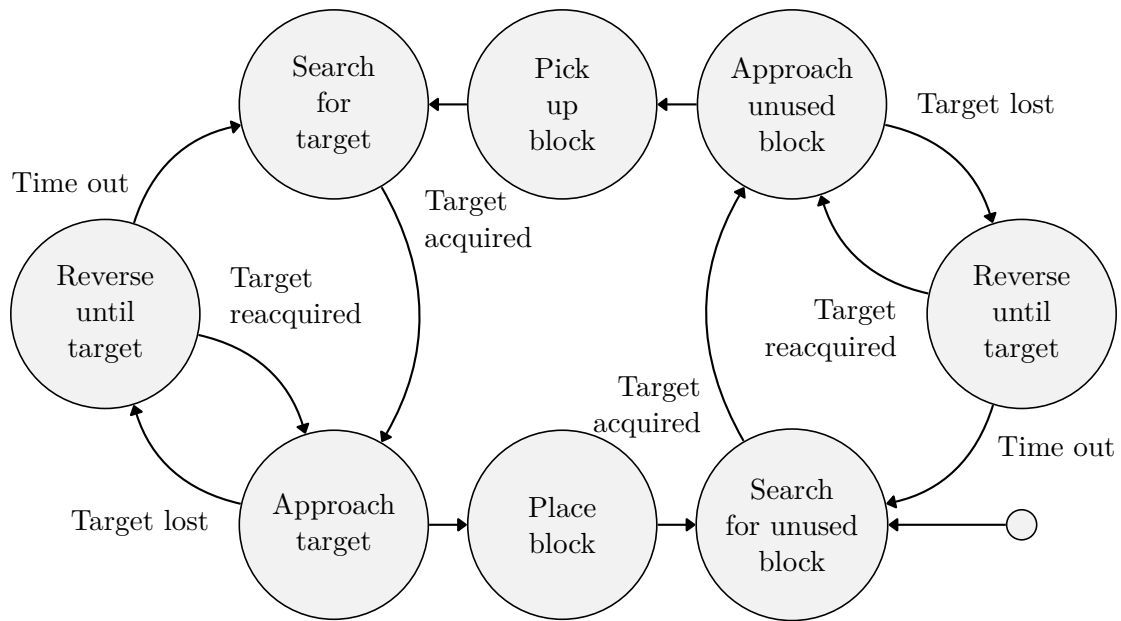 Search
for
target
Pick
up
block
Approach
unused
block
Target lost
Time out
Target
acquired
Reverse
until
target
Target
reacquired
Target
reacquired
Reverse
until
target
Target
acquired
Time out
Target lost
Approach
target
Place
block
Search
for unused
block